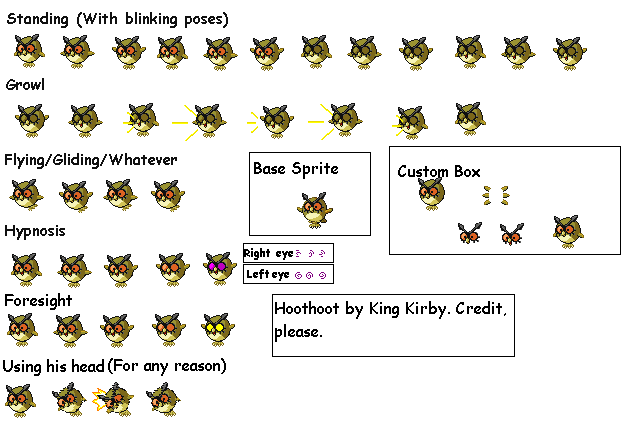 Standing (With blinking poses)
Growl
Flying/Gliding/Whatever
Base Sprite
Custom Box
Hypnosis
Right eye
Left eye
Foresight
Hoothoot by King Kirby. Credit,
please.
Using his head (For any reason)